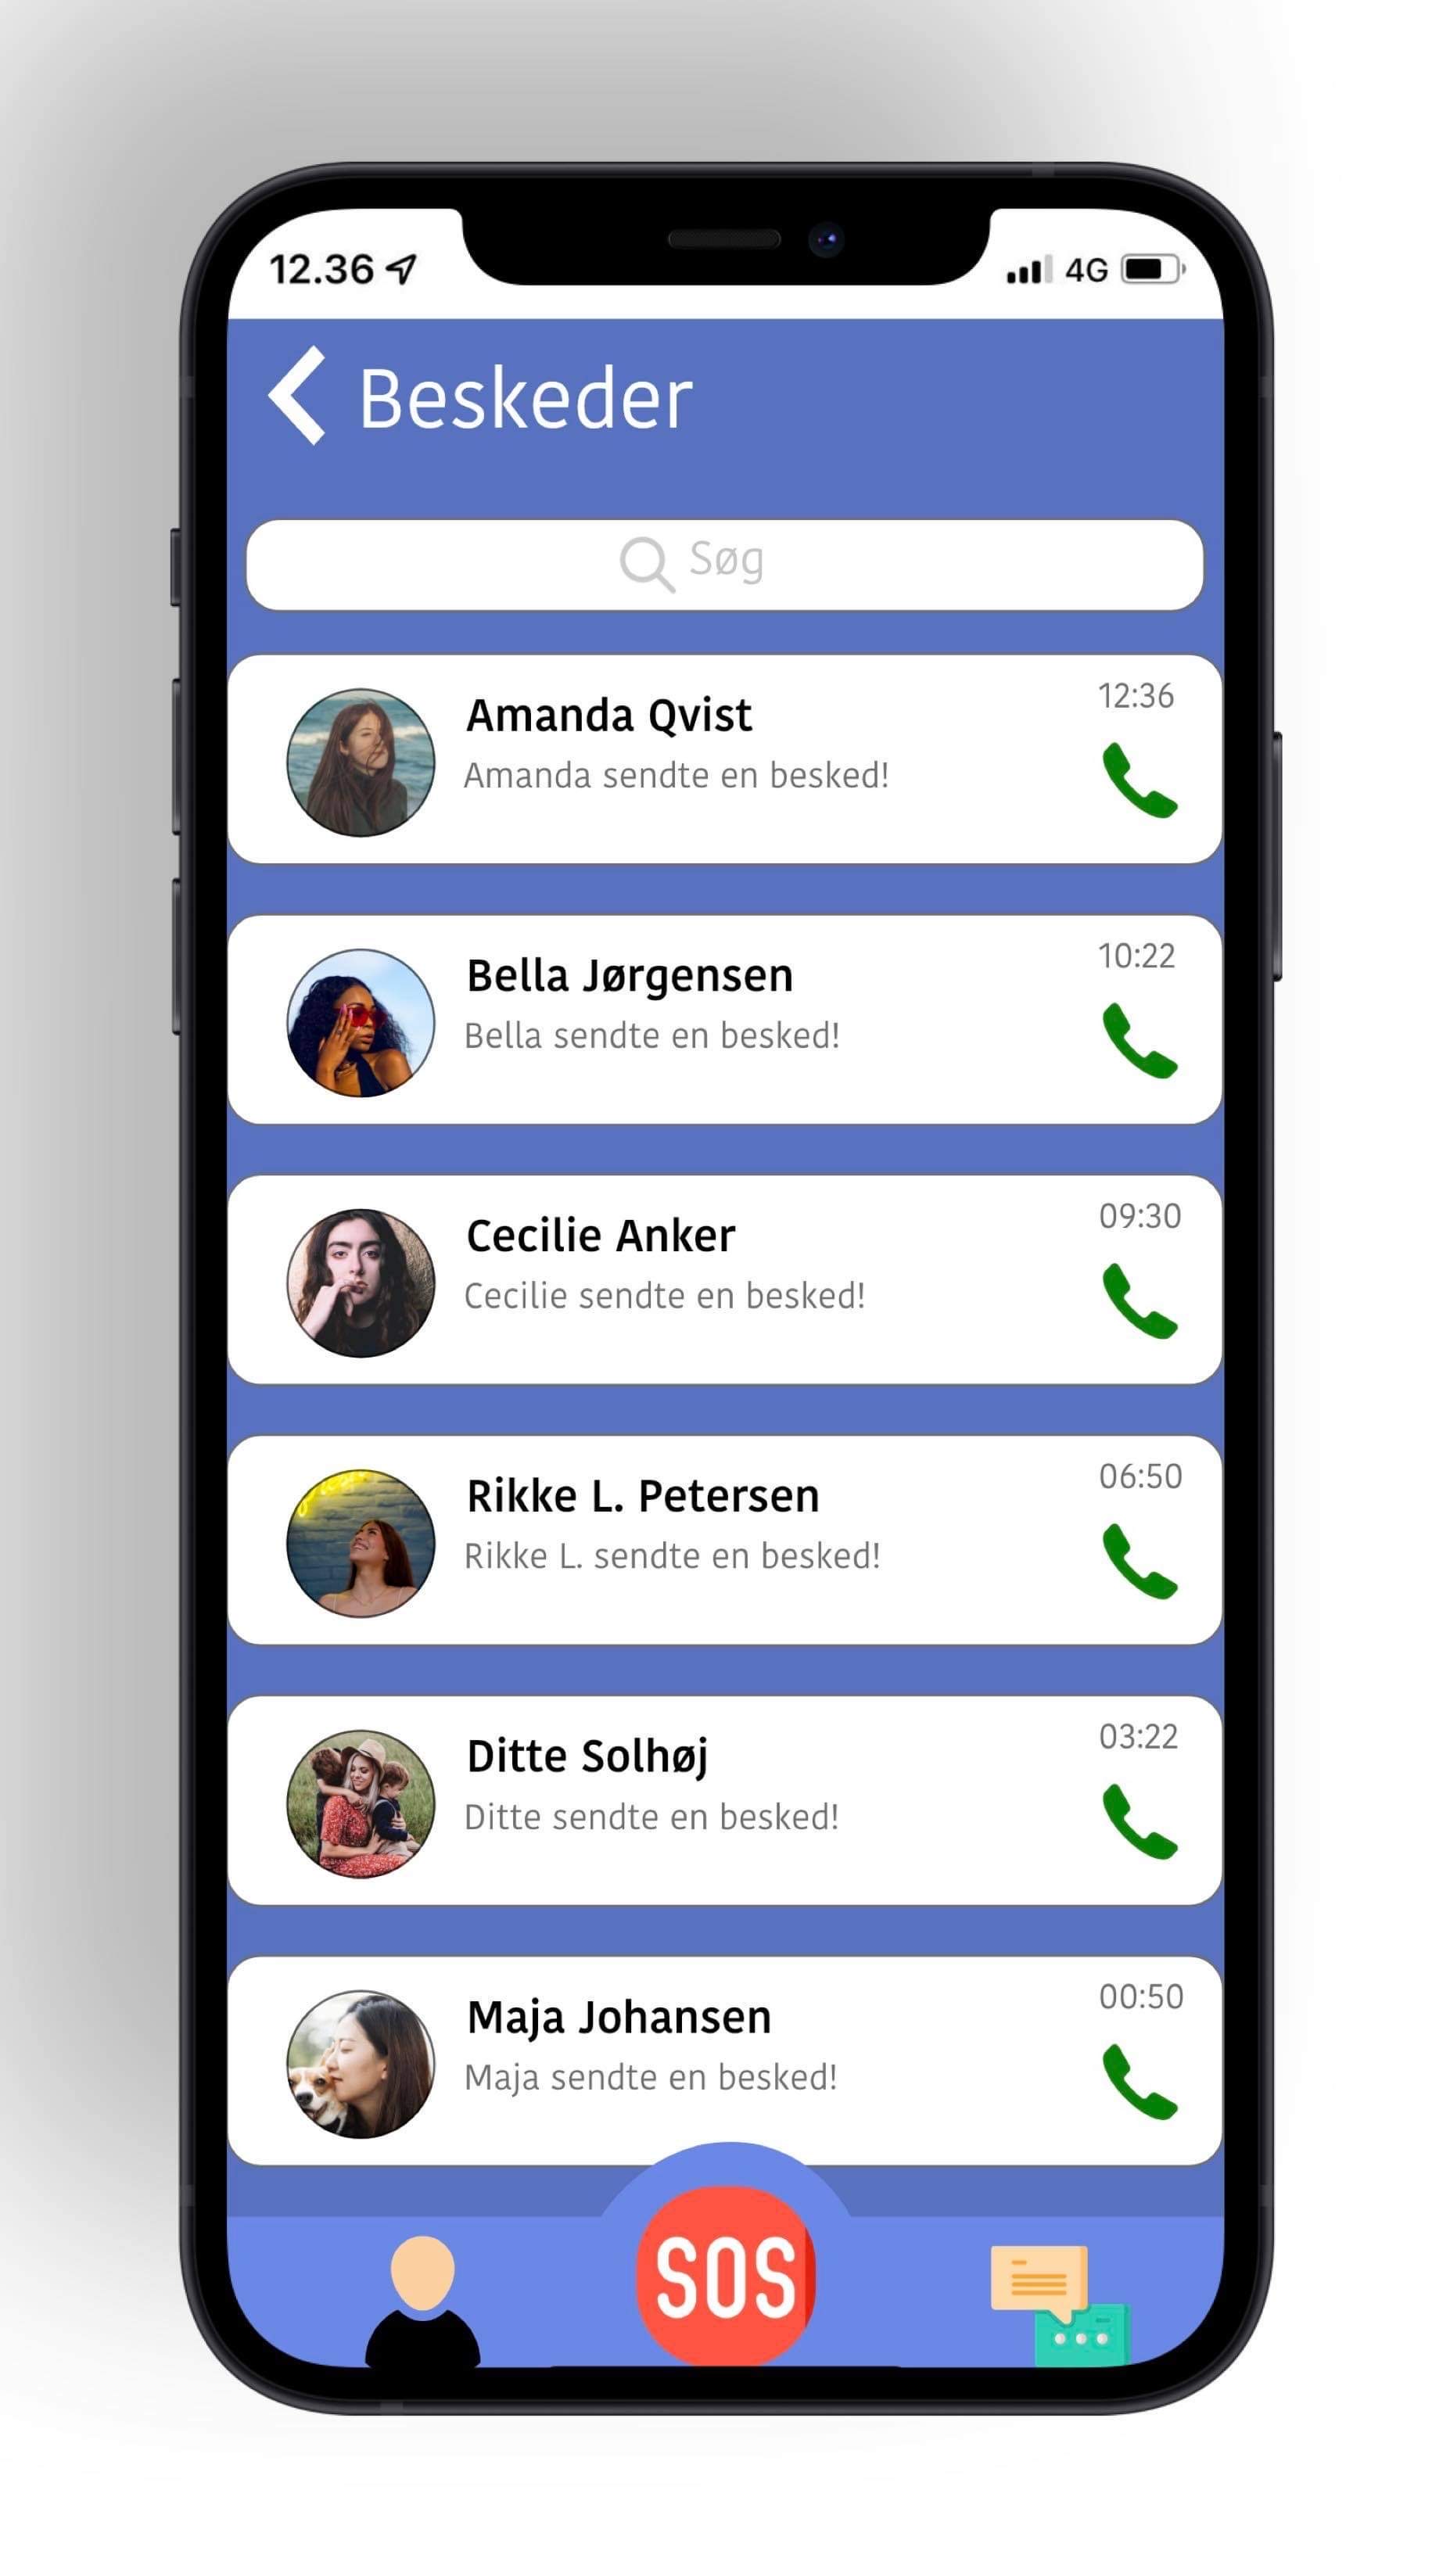 12.36
4G
Beskeder
Søg
Amanda Qvist
12:36
Amanda sendte en besked!
Bella Jørgensen
10:22
Bella sendte en besked!
Cecilie Anker
09:30
Cecilie sendte en besked!
Rikke L. Petersen
06:50
Rikke L. sendte en besked!
Ditte Solhøj
03:22
Ditte sendte en besked!
Maja Johansen
00:50
Maja sendte en besked!
SOS